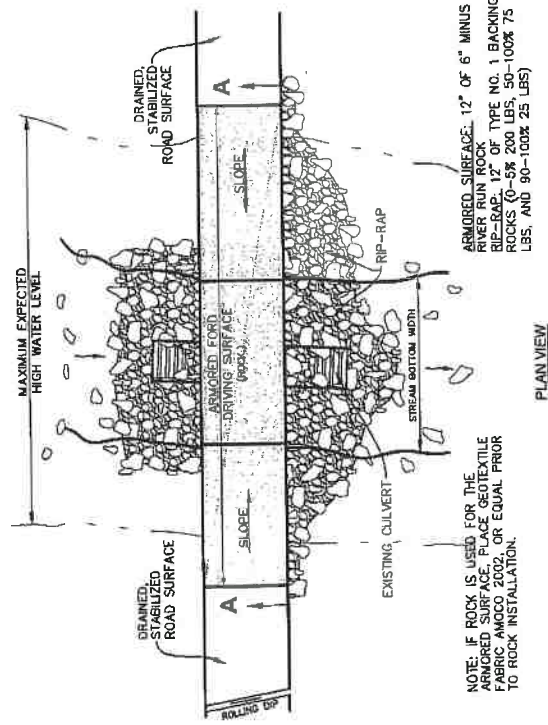 MAXIMUM EXPECTED
HIGH WATER LEVEL
DRAINED,
STABILIZED
ROAD SURFACE
DRAINED,
STABILIZED
ROAD SURFACE
ROLLING DIP
A
A
SLOPE
SLOPE
ARMORED FORD
DRIVING SURFACE
(ROCK)
RIP-RAP
STREAM BOTTOM WIDTH
EXISTING CULVERT
NOTE: IF ROCK IS USED FOR THE
ARMORED SURFACE, PLACE GEOTEXTILE
FABRIC AMOCO 2002, OR EQUAL PRIOR
TO ROCK INSTALLATION.
ARMORED SURFACE: 12" OF 6" MINUS
RIVER RUN ROCK
RIP-RAP: 12" OF TYPE NO. 1 BACKING
ROCKS (0-5% 200 LBS, 50-100% 75
LBS, AND 90-100% 25 LBS)
PLAN VIEW